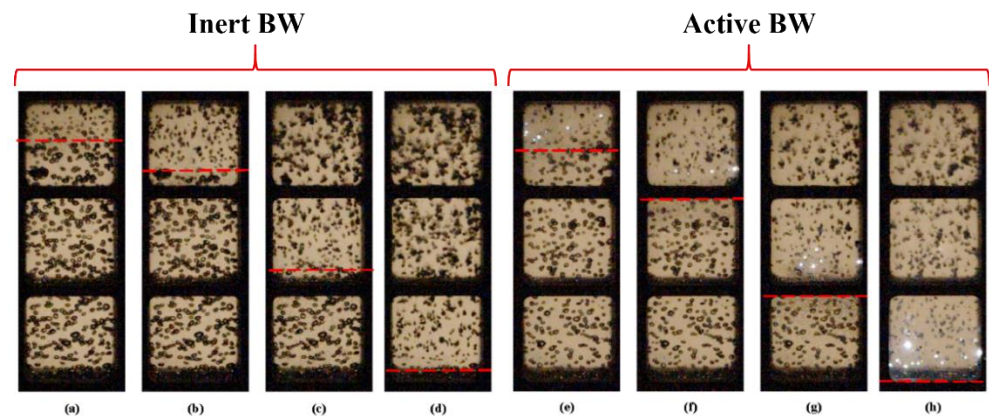 Inert BW
Active BW
(a)
(b)
(c)
(d)
(e)
(f)
(g)
(h)